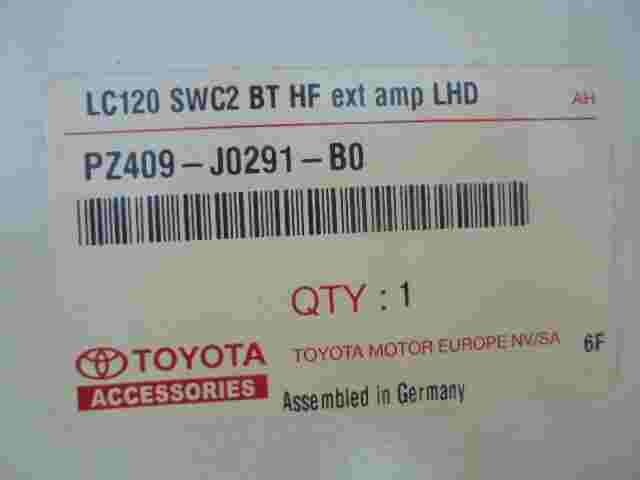 LC120 SWC2 BT HF ext amp LHD AH
PZ409-J0291-B0
QTY : 1
TOYOTA
ACCESSORIES
TOYOTA MOTOR EUROPE NV/SA 6F
Assembled in Germany